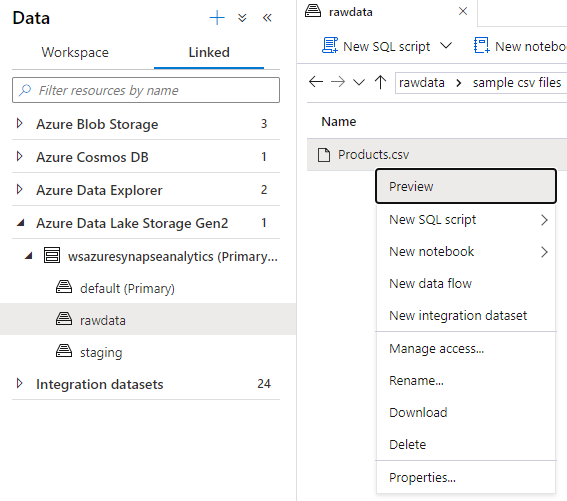 Data
Workspace
Linked
Filter resources by name
Azure Blob Storage 3
Azure Cosmos DB 1
Azure Data Explorer 2
Azure Data Lake Storage Gen2 1
wsazuresynapseanalytics (Primary...
default (Primary)
rawdata
staging
Integration datasets 24
rawdata
New SQL script
New notebo
rawdata
sample csv files
Name
Products.csv
Preview
New SQL script
New notebook
New data flow
New integration dataset
Manage access...
Rename...
Download
Delete
Properties...